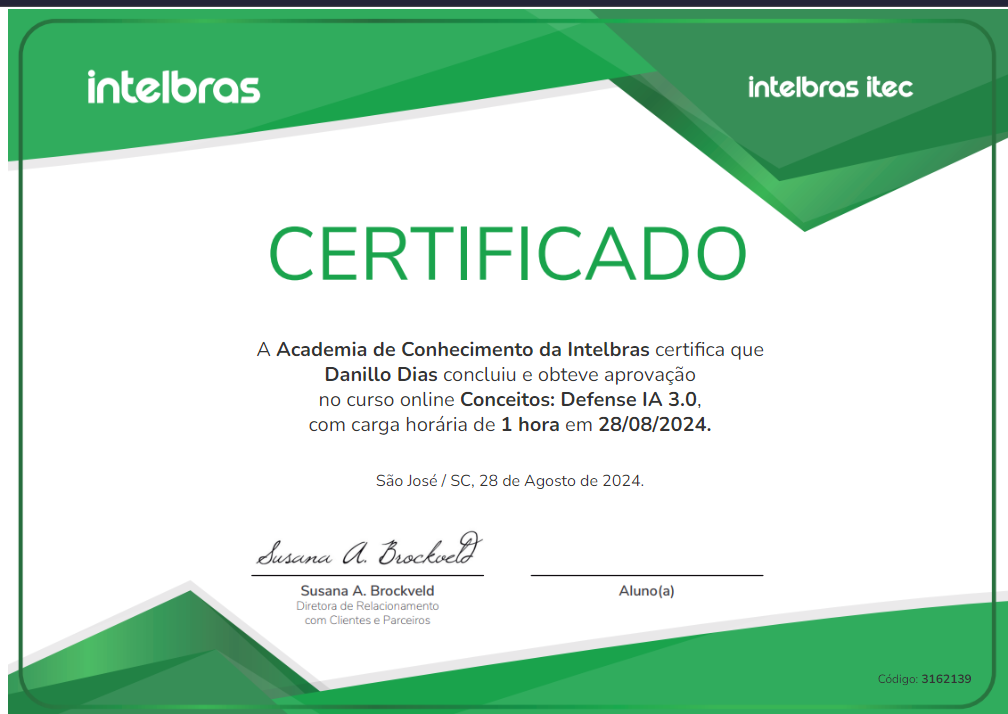 intelbras
intelbras itec
CERTIFICADO
A Academia de Conhecimento da Intelbras certifica que
Danillo Dias concluiu e obteve aprovação
no curso online Conceitos: Defense IA 3.0,
com carga horária de 1 hora em 28/08/2024.
São José / SC, 28 de Agosto de 2024.
Susana A. Brockveld
Susana A. Brockveld
Diretora de Relacionamento
com Clientes e Parceiros
Aluno(a)
Código: 3162139